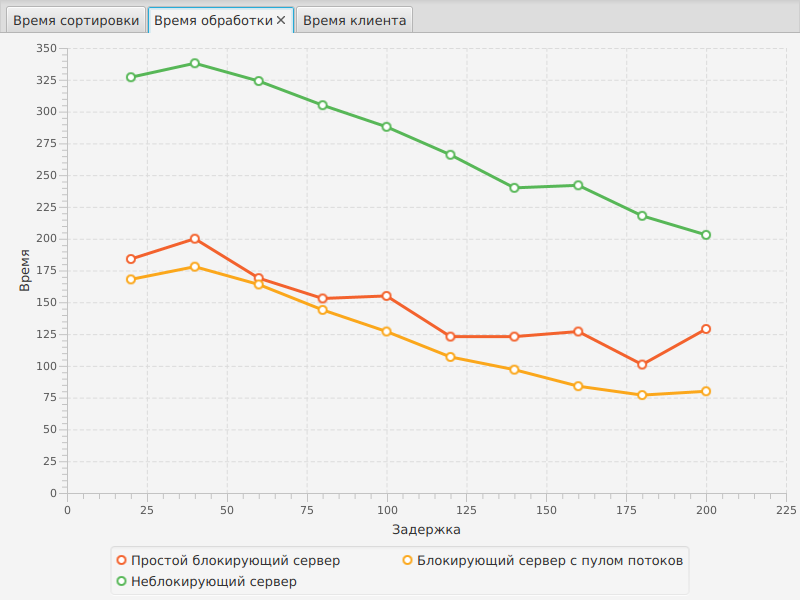 Время сортировки Время обработки × Время клиента
350
325
300
275
250
225
200
175
150
125
100
75
50
25
0
Время
0 25 50 75 100 125 150 175 200 225
Задержка
Простой блокирующий сервер Блокирующий сервер с пулом потоков
Неблокирующий сервер